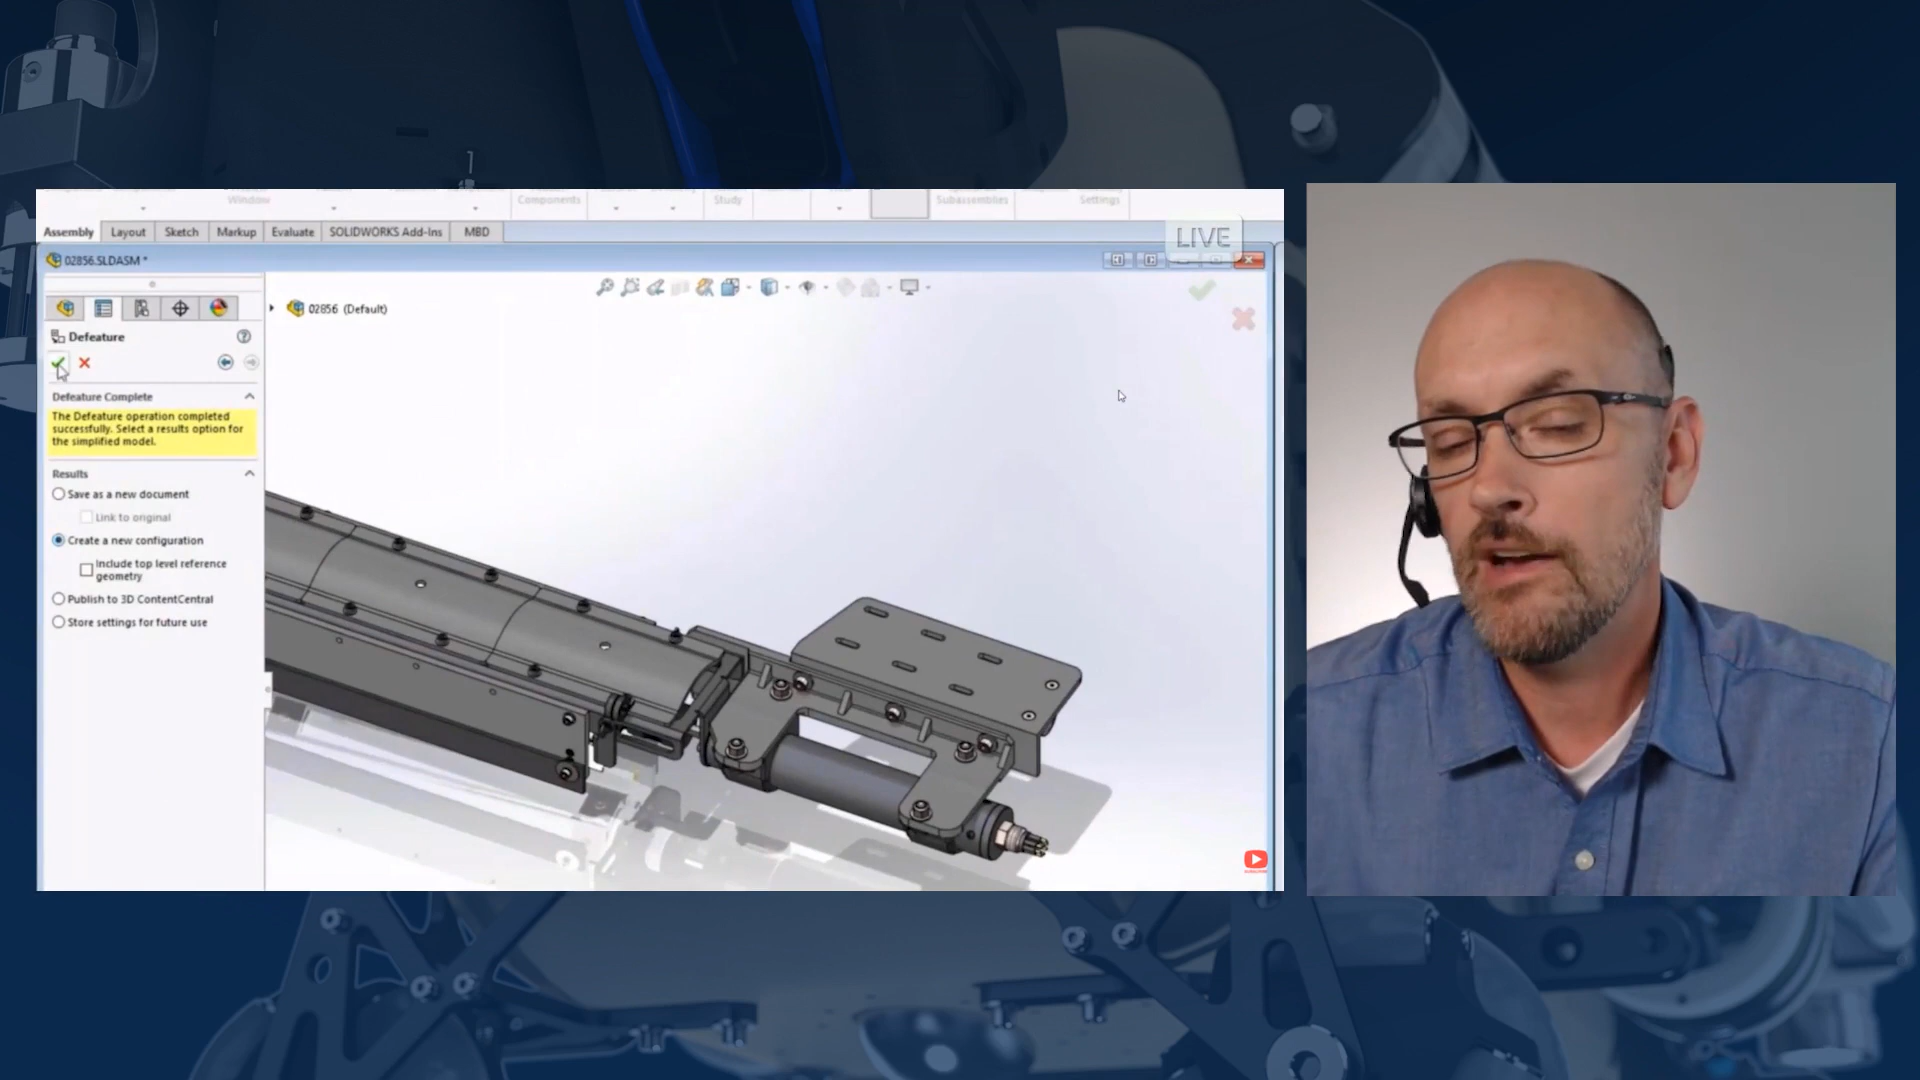 Window
Components
Study
Subassemblies
Settings
Assembly
Layout
Sketch
Markup
Evaluate
SOLIDWORKS Add-Ins
MBD
LIVE
02856.SLDASM *
02856 (Default)
Defeature
Defeature Complete
The Defeature operation completed
successfully. Select a results option for
the simplified model.
Results
Save as a new document
Link to original
Create a new configuration
Include top level reference
geometry
Publish to 3D ContentCentral
Store settings for future use